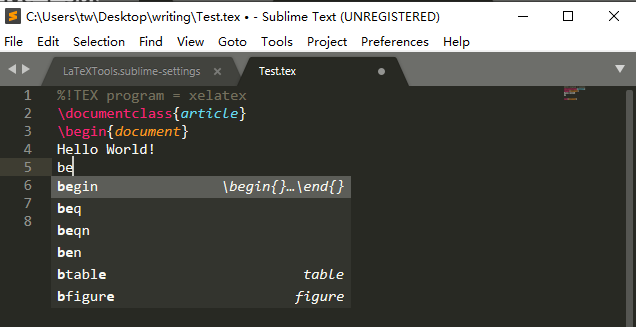 C:\Users\tw\Desktop\writing\Test.tex • - Sublime Text (UNREGISTERED)
File Edit Selection Find View Goto Tools Project Preferences Help
LaTeXTools.sublime-settings × Test.tex
1 %!TEX program = xelatex
2 \documentclass{article}
3 \begin{document}
4 Hello World!
5 be
6 begin \begin{}…\end{}
7 beq
8 beqn
ben
btable table
bfigure figure